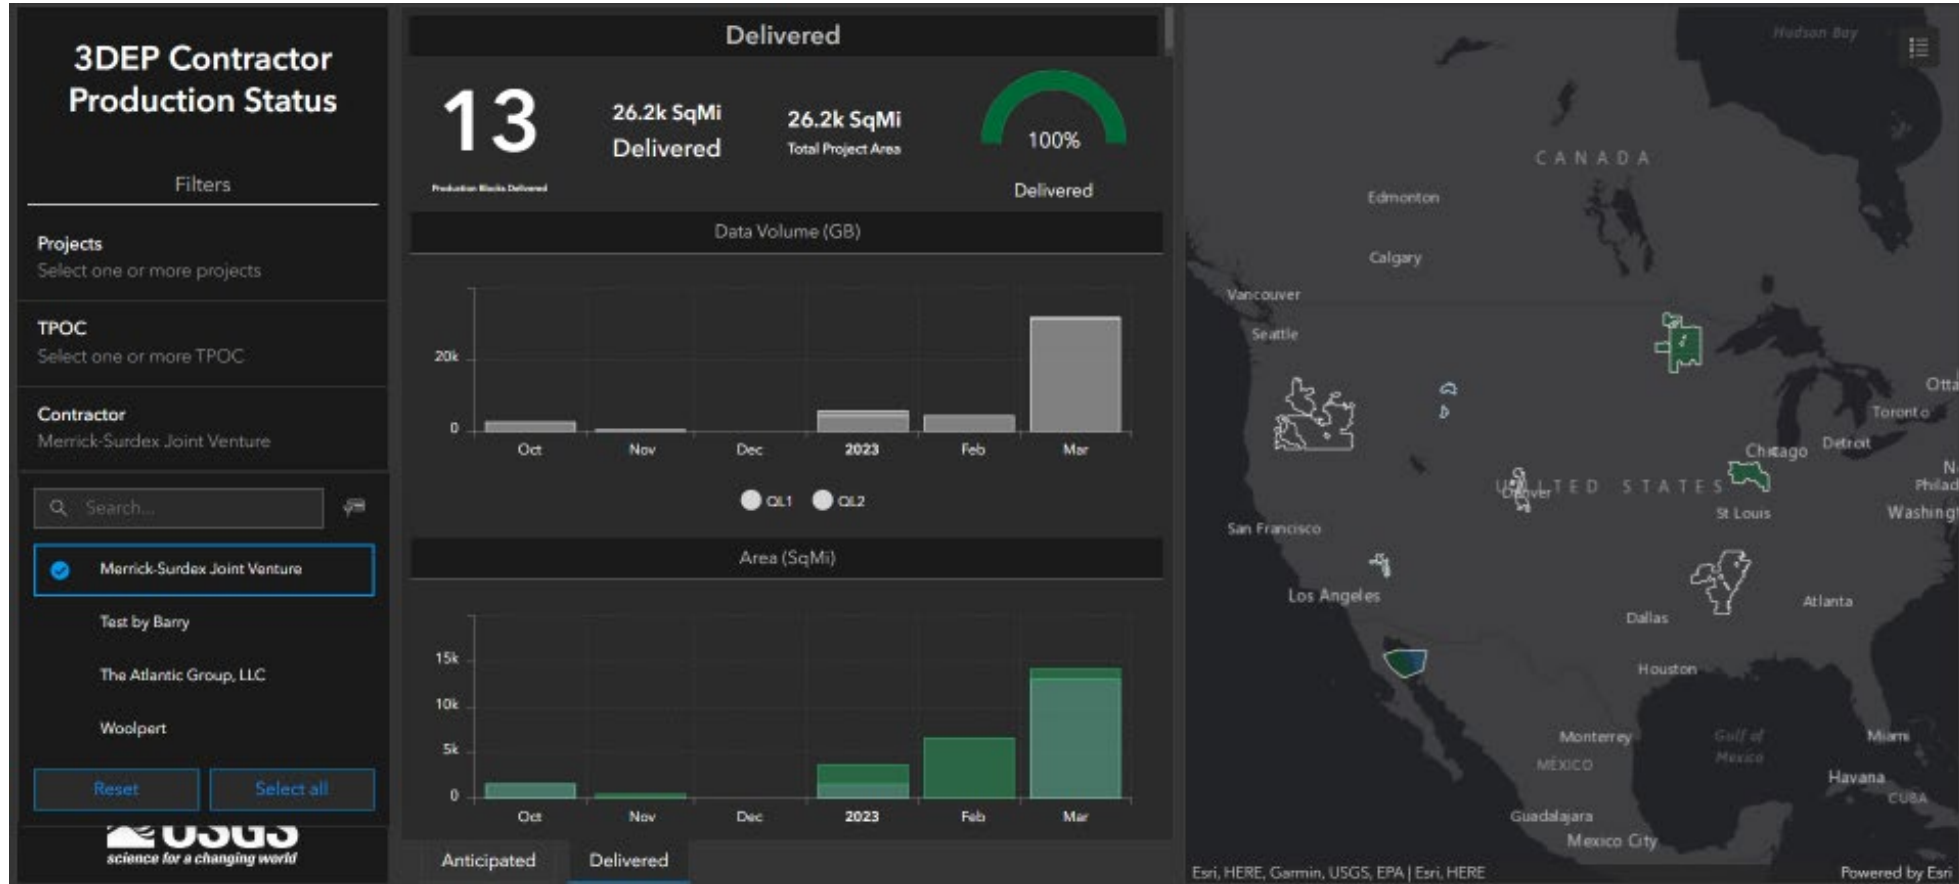 3DEP Contractor
Production Status
Filters
Projects
Select one or more projects
TPOC
Select one or more TPOC
Contractor
Merrick-Surdex Joint Venture
Search...
Merrick-Surdex Joint Venture
Test by Barry
The Atlantic Group, LLC
Woolpert
Reset
Select all
USGS
science for a changing world
Delivered
13
Production Blocks Delivered
26.2k SqMi
Delivered
26.2k SqMi
Total Project Area
100%
Delivered
Data Volume (GB)
20k
0
Oct
Nov
Dec
2023
Feb
Mar
QL1
QL2
Area (SqMi)
15k
10k
5k
0
Oct
Nov
Dec
2023
Feb
Mar
Anticipated
Delivered
Hudson Bay
CANADA
Edmonton
Calgary
Vancouver
Seattle
Toronto
Chicago
Detroit
UNITED STATES
Denver
St Louis
San Francisco
Los Angeles
Atlanta
Dallas
Houston
Monterrey
Gulf of
Mexico
Miami
MÉXICO
Havana
CUBA
Guadalajara
Mexico City
Esri, HERE, Garmin, USGS, EPA | Esri, HERE
Powered by Esri